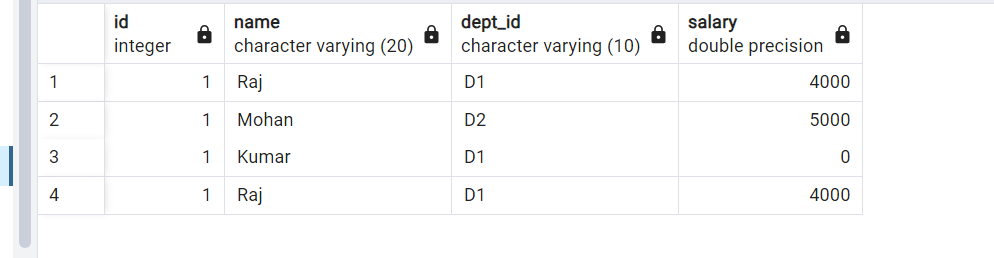 id name dept_id salary
integer character varying (20) character varying (10) double precision
1 1 Raj D1 4000
2 1 Mohan D2 5000
3 1 Kumar D1 0
4 1 Raj D1 4000